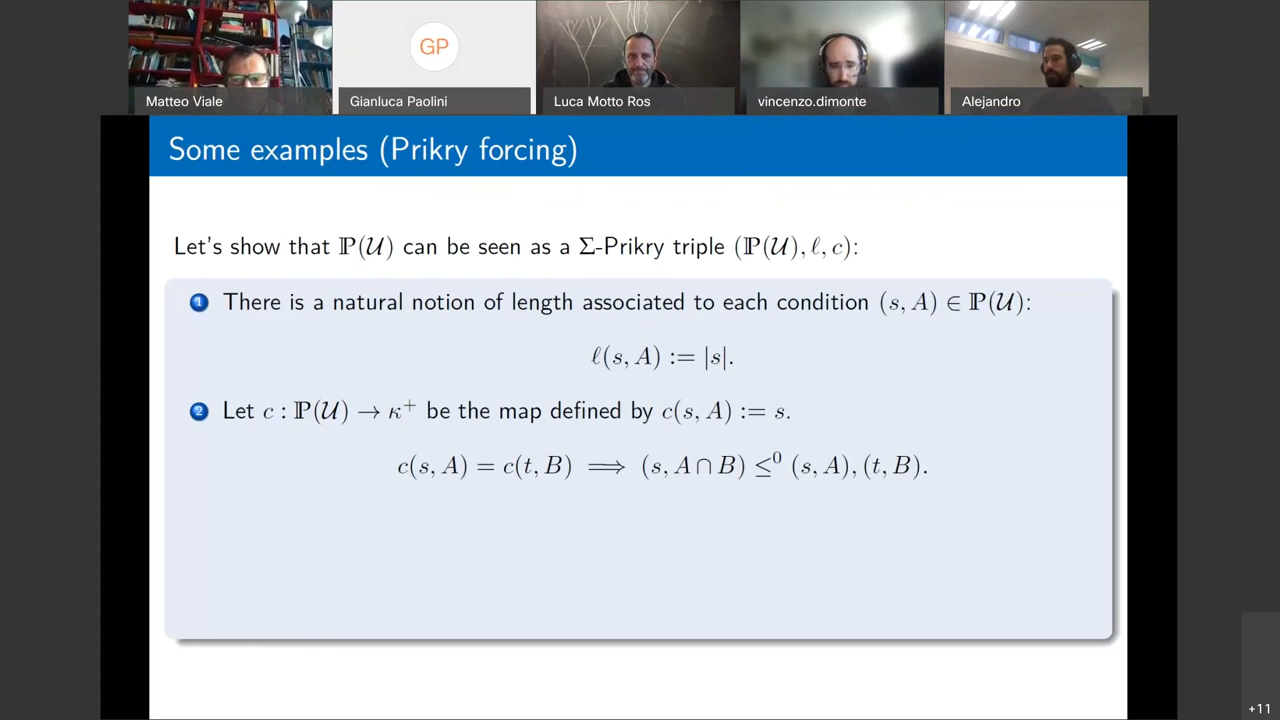 GP
Matteo Viale
Gianluca Paolini
Luca Motto Ros
vincenzo.dimonte
Alejandro
Some examples (Prikry forcing)
Let's show that ℙ(𝒰) can be seen as a Σ-Prikry triple (ℙ(𝒰), ℓ, c):
1 There is a natural notion of length associated to each condition (s, A) ∈ ℙ(𝒰):
ℓ(s, A) := |s|.
2 Let c : ℙ(𝒰) → κ⁺ be the map defined by c(s, A) := s.
c(s, A) = c(t, B) ⟹ (s, A ∩ B) ≤⁰ (s, A), (t, B).
+11